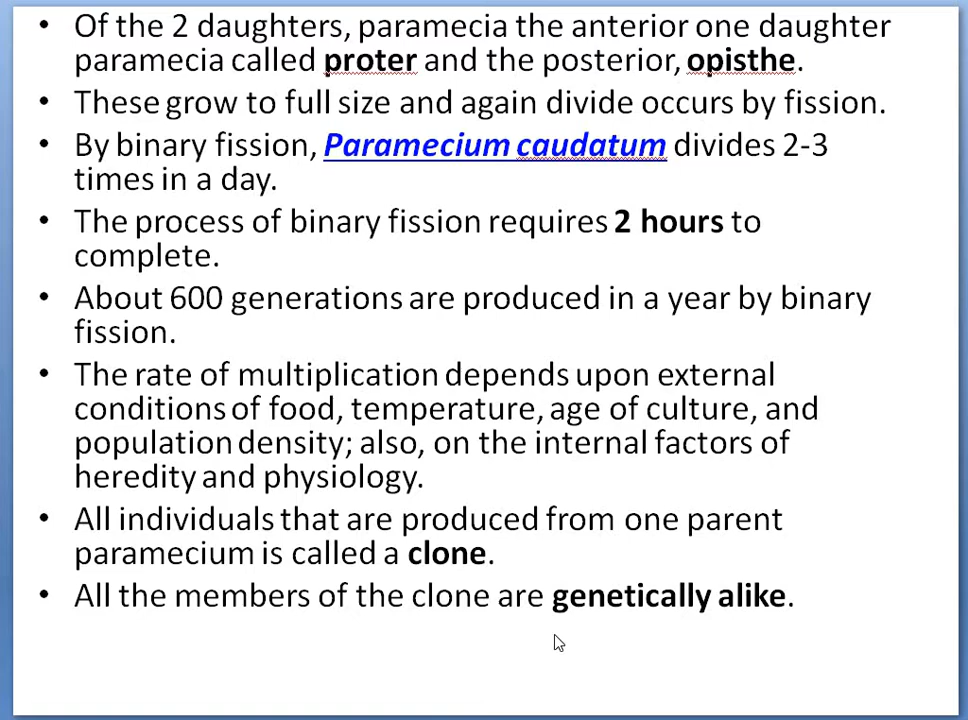 • Of the 2 daughters, paramecia the anterior one daughter
paramecia called proter and the posterior, opisthe.
• These grow to full size and again divide occurs by fission.
• By binary fission, Paramecium caudatum divides 2-3
times in a day.
• The process of binary fission requires 2 hours to
complete.
• About 600 generations are produced in a year by binary
fission.
• The rate of multiplication depends upon external
conditions of food, temperature, age of culture, and
population density; also, on the internal factors of
heredity and physiology.
• All individuals that are produced from one parent
paramecium is called a clone.
• All the members of the clone are genetically alike.